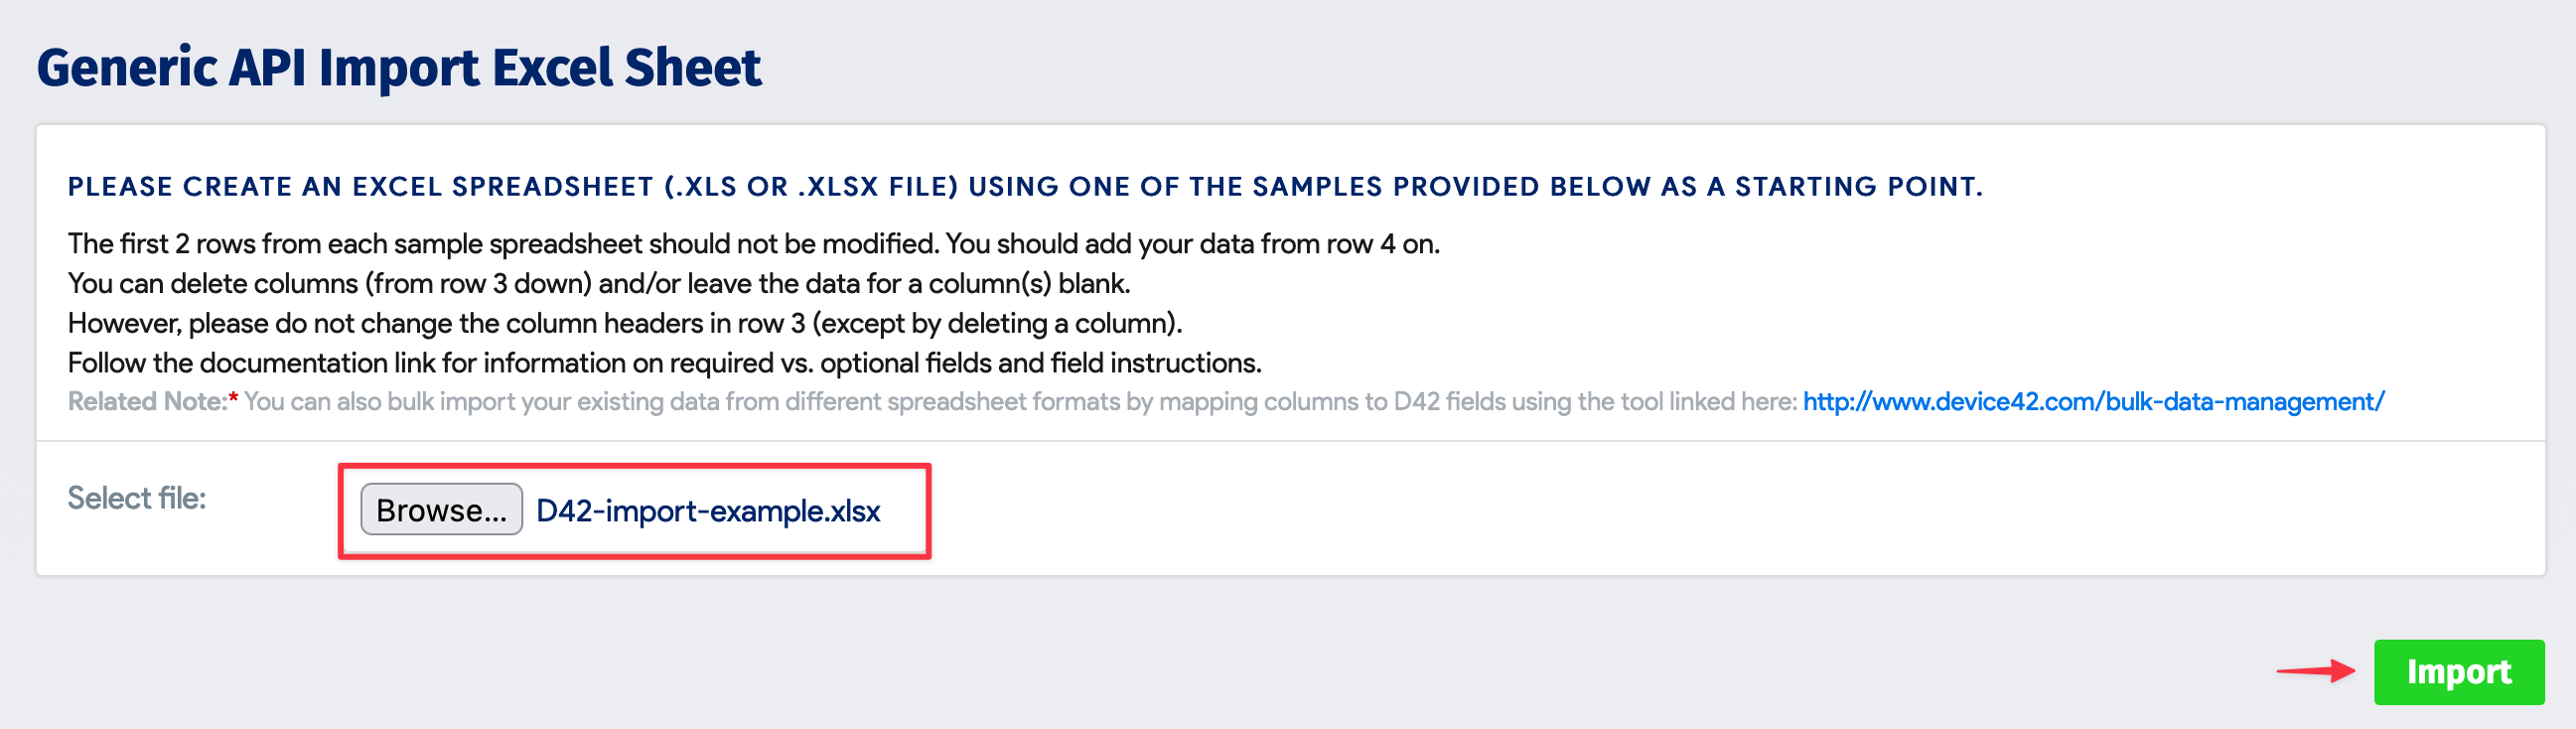 Generic API Import Excel Sheet
PLEASE CREATE AN EXCEL SPREADSHEET (.XLS OR .XLSX FILE) USING ONE OF THE SAMPLES PROVIDED BELOW AS A STARTING POINT.
The first 2 rows from each sample spreadsheet should not be modified. You should add your data from row 4 on.
You can delete columns (from row 3 down) and/or leave the data for a column(s) blank.
However, please do not change the column headers in row 3 (except by deleting a column).
Follow the documentation link for information on required vs. optional fields and field instructions.
Related Note:* You can also bulk import your existing data from different spreadsheet formats by mapping columns to D42 fields using the tool linked here: http://www.device42.com/bulk-data-management/
Select file: Browse... D42-import-example.xlsx
Import